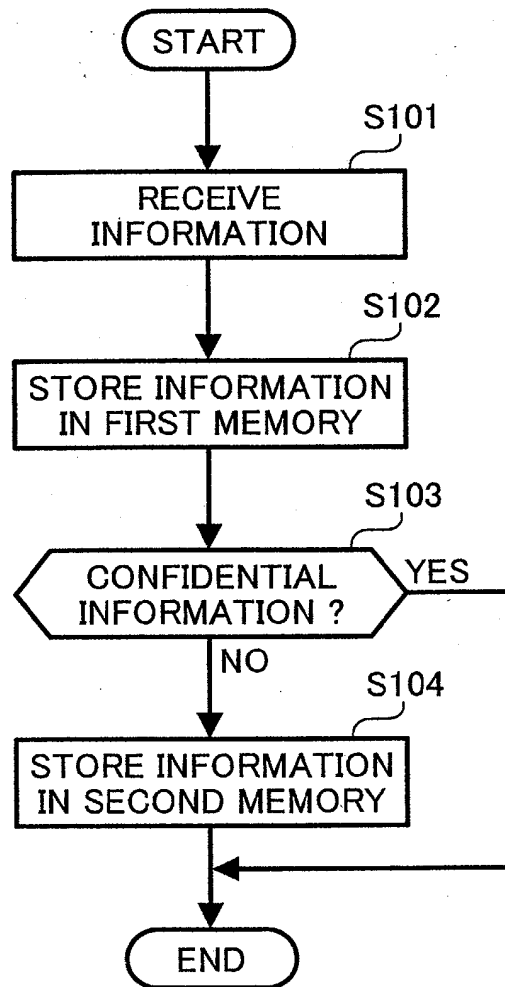 START
S101
RECEIVE
INFORMATION
S102
STORE INFORMATION
IN FIRST MEMORY
S103
CONFIDENTIAL
INFORMATION ?
YES
NO
S104
STORE INFORMATION
IN SECOND MEMORY
END